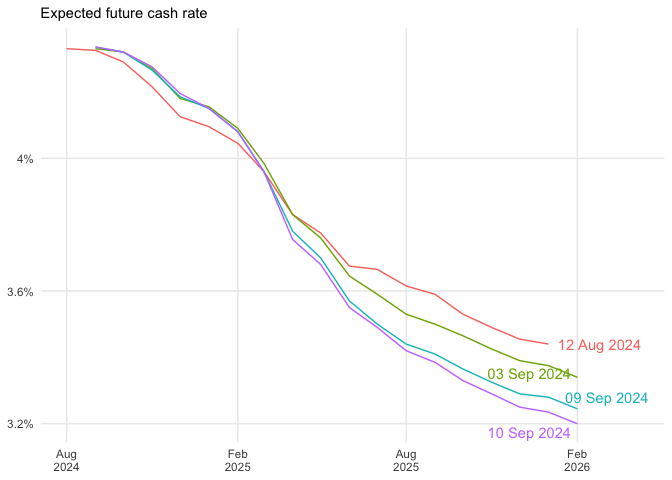 Expected future cash rate
4%
3.6%
3.2%
12 Aug 2024
03 Sep 2024
09 Sep 2024
10 Sep 2024
Aug
2024
Feb
2025
Aug
2025
Feb
2026